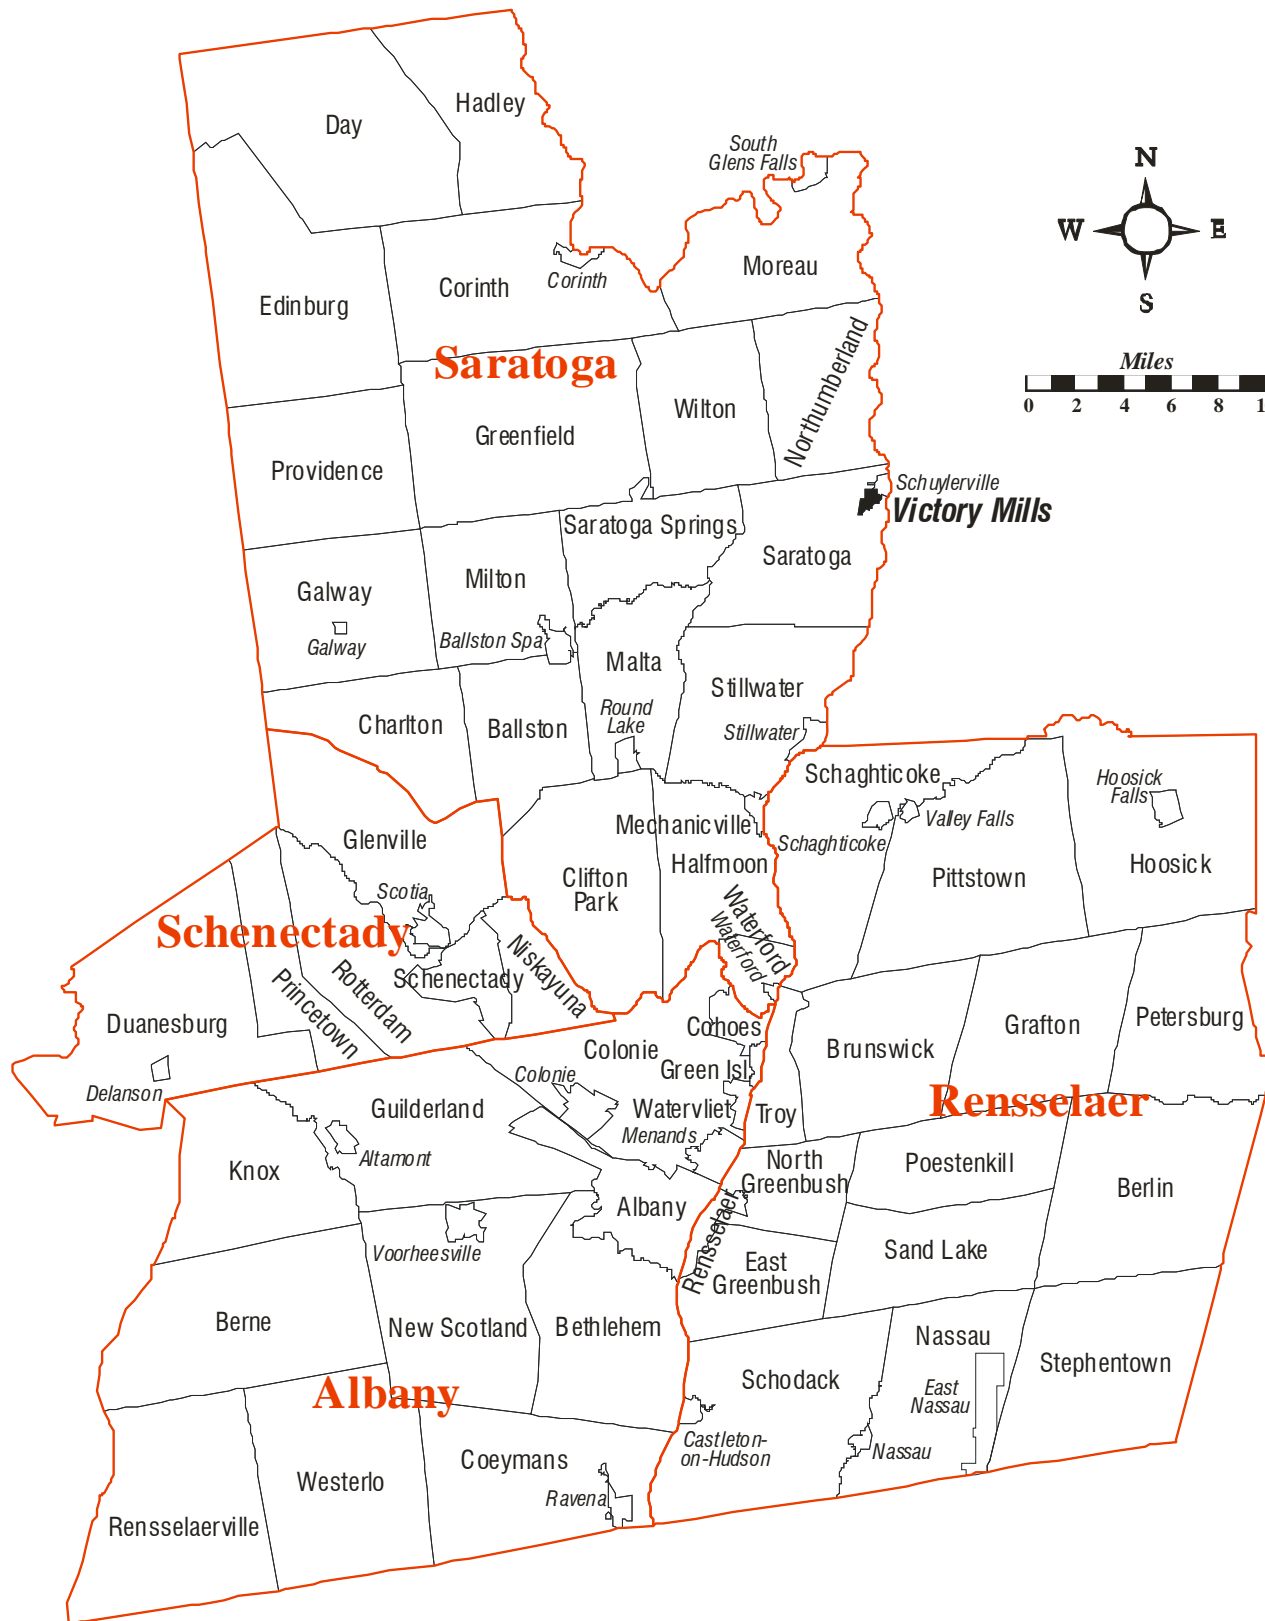 Hadley
Day
South
Glens Falls
N
W
E
S
Moreau
Corinth
Corinth
Edinburg
Saratoga
Miles
0 2 4 6 8 1
Northumberland
Wilton
Greenfield
Providence
Schuylerville
Victory Mills
Saratoga Springs
Saratoga
Milton
Galway
Galway
Ballston Spa
Malta
Stillwater
Round
Lake
Stillwater
Charlton
Ballston
Schaghticoke
Hoosick
Falls
Valley Falls
Schaghticoke
Mechanicville
Glenville
Halfmoon
Hoosick
Clifton
Park
Pittstown
Scotia
Waterford
Waterford
Schenectady
Niskayuna
Schenectady
Rotterdam
Princetown
Duanesburg
Cohoes
Grafton
Petersburg
Colonie
Brunswick
Green Isl
Colonie
Delanson
Rensselaer
Guilderland
Watervliet
Troy
Menands
Altamont
Knox
North
Greenbush
Poestenkill
Berlin
Albany
Rensselaer
Voorheesville
Sand Lake
East
Greenbush
Berne
New Scotland
Bethlehem
Nassau
Stephentown
Schodack
Albany
East
Nassau
Castleton-
on-Hudson
Nassau
Coeymans
Westerlo
Ravena
Rensselaerville